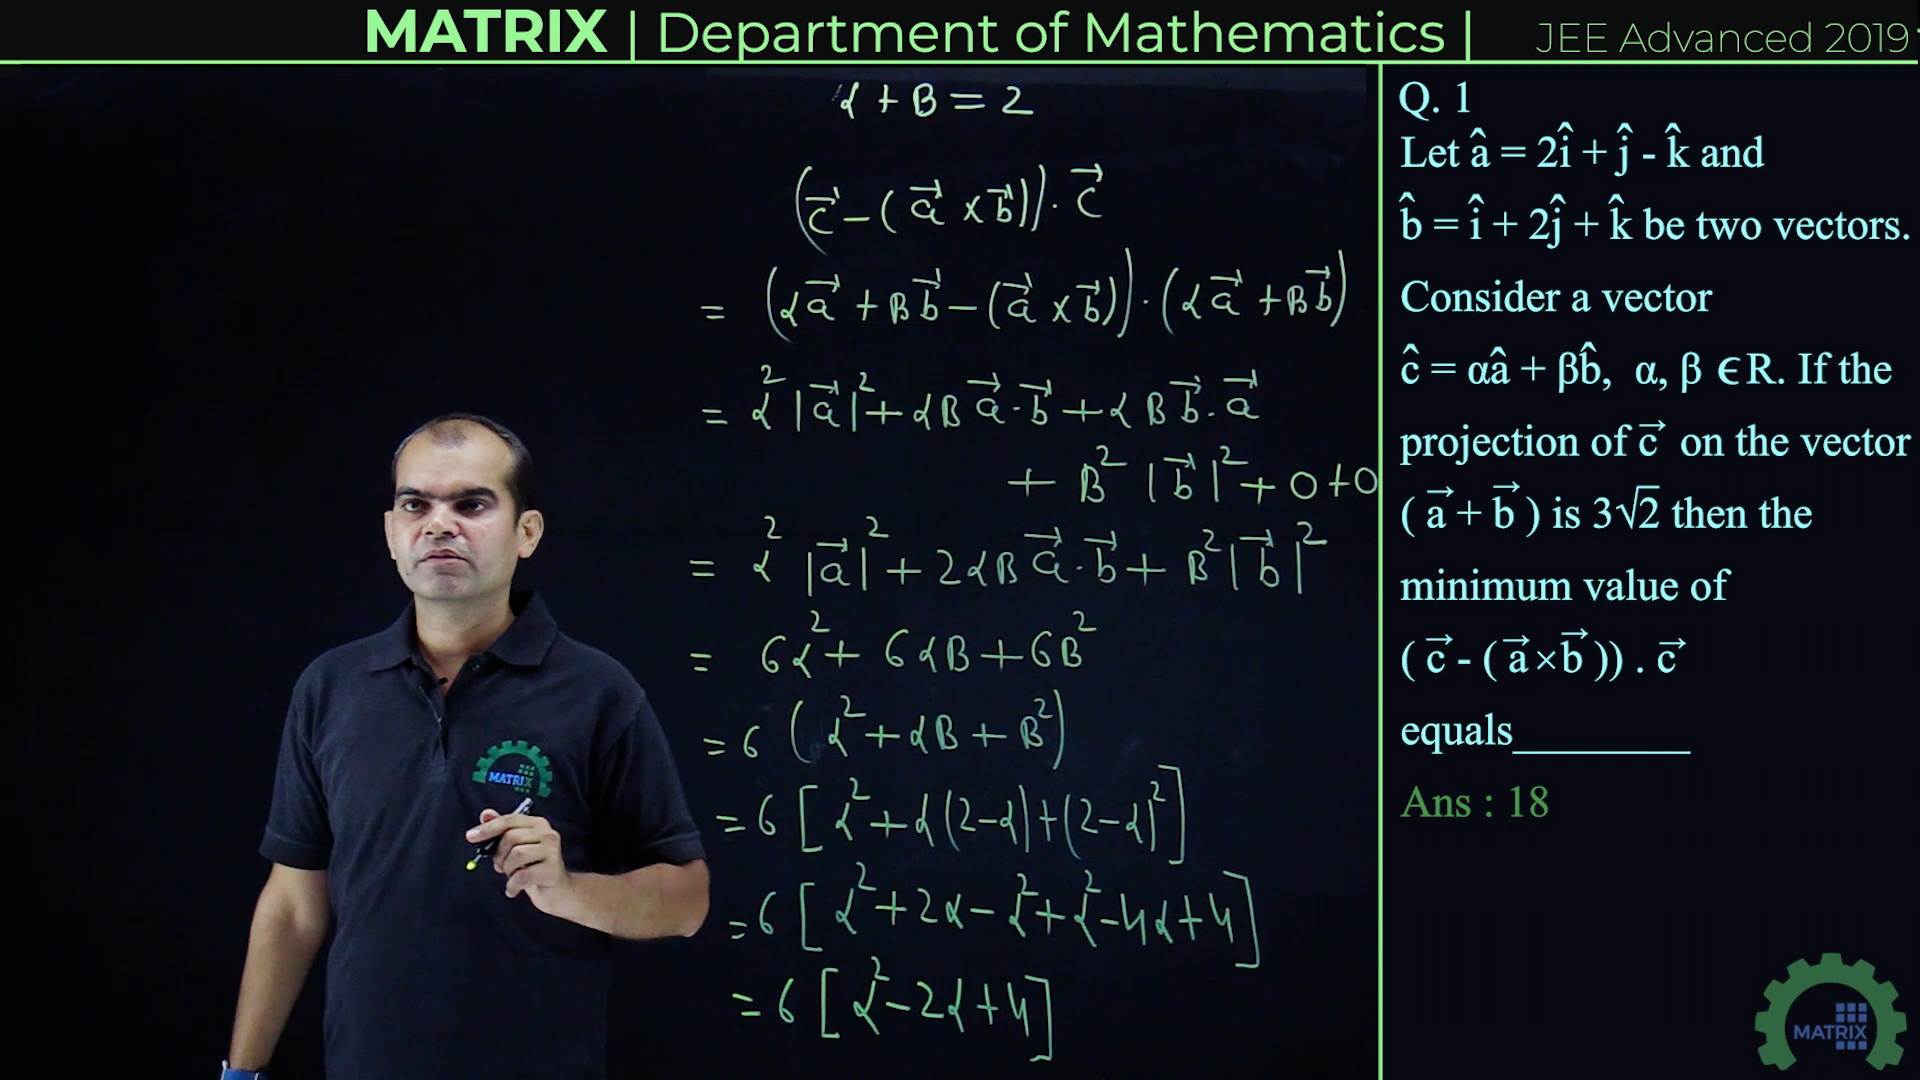 MATRIX | Department of Mathematics | JEE Advanced 2019
α + β = 2
(c⃗ - (a⃗ × b⃗)) · c⃗
= (αa⃗ + βb⃗ - (a⃗ × b⃗)) · (αa⃗ + βb⃗)
= α²|a⃗|² + αβ a⃗·b⃗ + αβ b⃗·a⃗
+ β²|b⃗|² + 0 + 0
= α²|a⃗|² + 2αβ a⃗·b⃗ + β²|b⃗|²
= 6α² + 6αβ + 6β²
= 6 (α² + αβ + β²)
= 6 [α² + α(2-α) + (2-α)²]
= 6 [α² + 2α - α² + α² - 4α + 4]
= 6 [α² - 2α + 4]
Q. 1
Let â = 2î + ĵ - k̂ and
b̂ = î + 2ĵ + k̂ be two vectors.
Consider a vector
ĉ = αâ + βb̂, α, β ϵ R. If the
projection of c⃗ on the vector
( a⃗ + b⃗ ) is 3√2 then the
minimum value of
( c⃗ - ( a⃗ × b⃗ )) . c⃗
equals________
Ans : 18
MATRIX
MATRIX